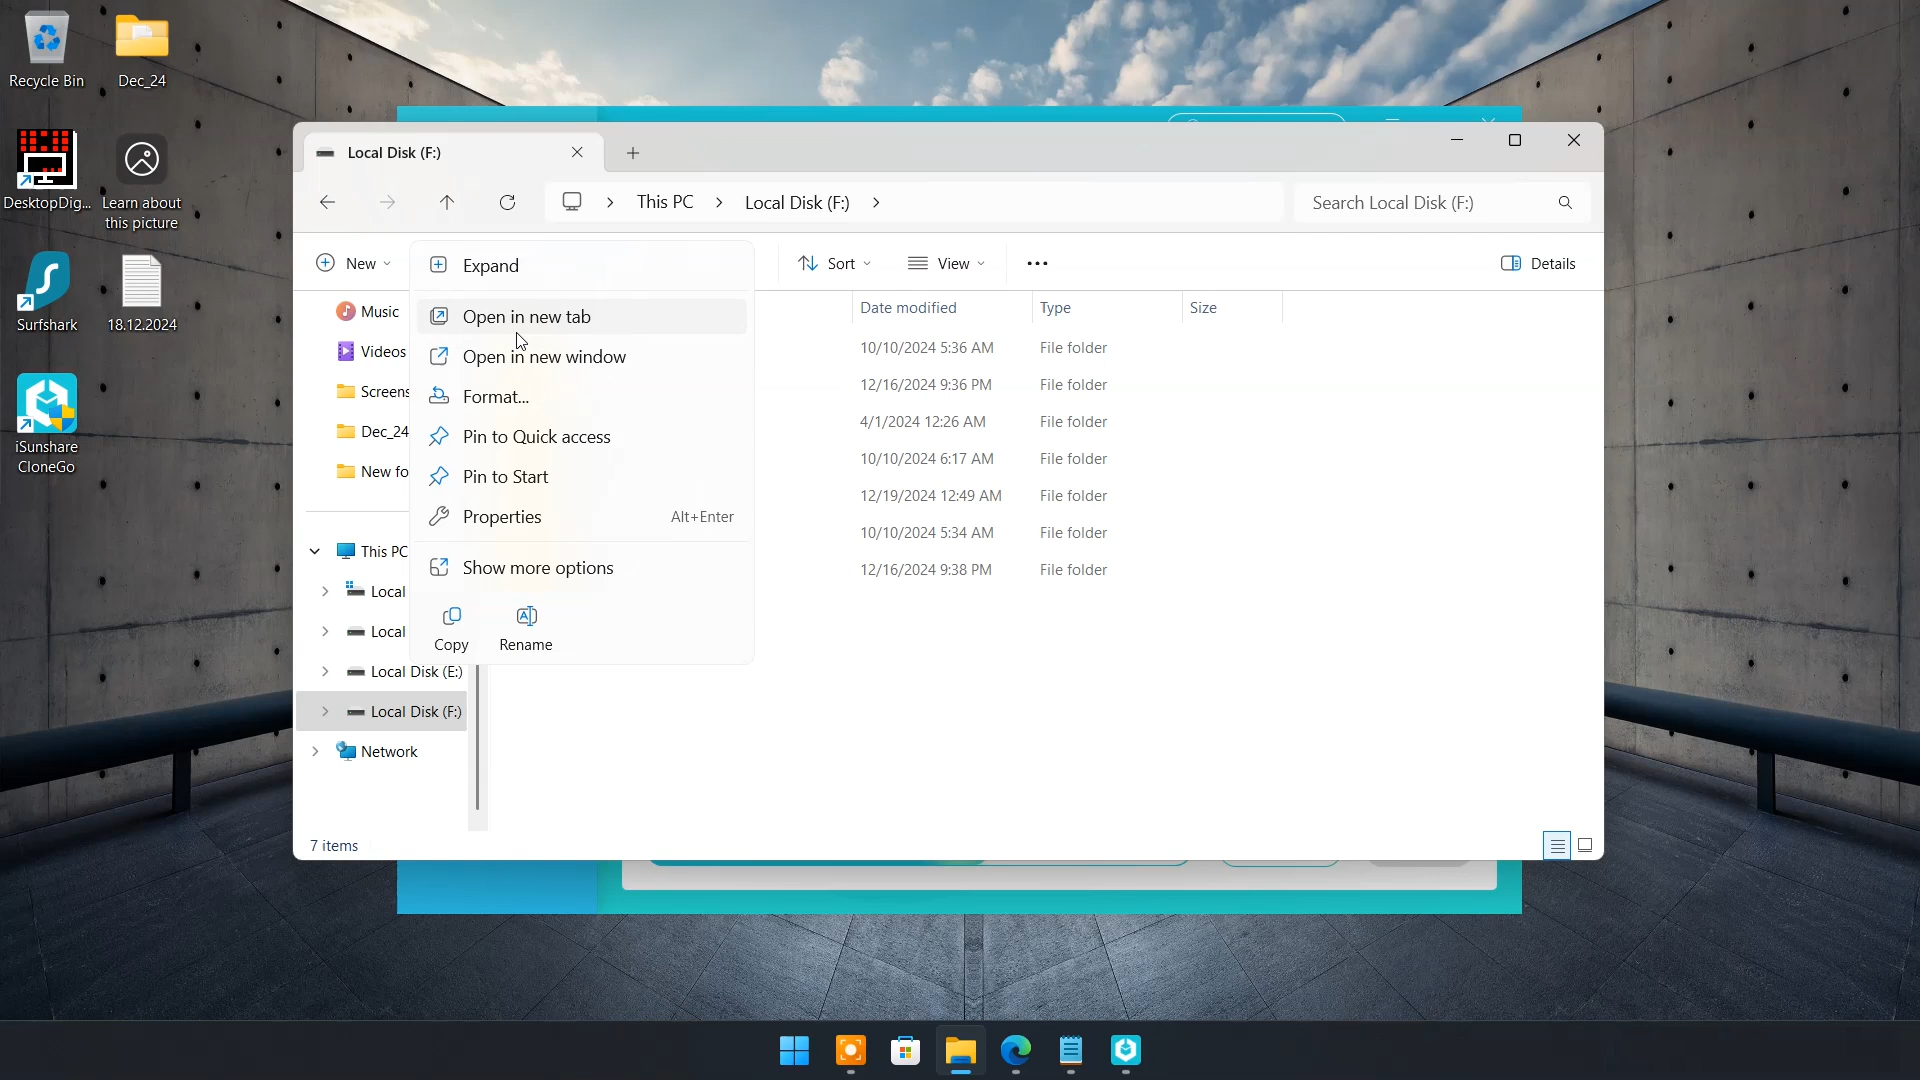 Recycle Bin
Dec_24
DesktopDig...
Learn about
this picture
Surfshark
18.12.2024
iSunshare
CloneGo
Local Disk (F:)
This PC
Local Disk (F:)
Search Local Disk (F:)
New
Sort
View
Details
Expand
Open in new tab
Open in new window
Format...
Pin to Quick access
Pin to Start
Properties
Alt+Enter
Show more options
Copy
Rename
Music
Videos
Screens
Dec_24
New fo
This PC
Local
Local
Local Disk (E:)
Local Disk (F:)
Network
Date modified
Type
Size
10/10/2024 5:36 AM
File folder
12/16/2024 9:36 PM
File folder
4/1/2024 12:26 AM
File folder
10/10/2024 6:17 AM
File folder
12/19/2024 12:49 AM
File folder
10/10/2024 5:34 AM
File folder
12/16/2024 9:38 PM
File folder
7 items